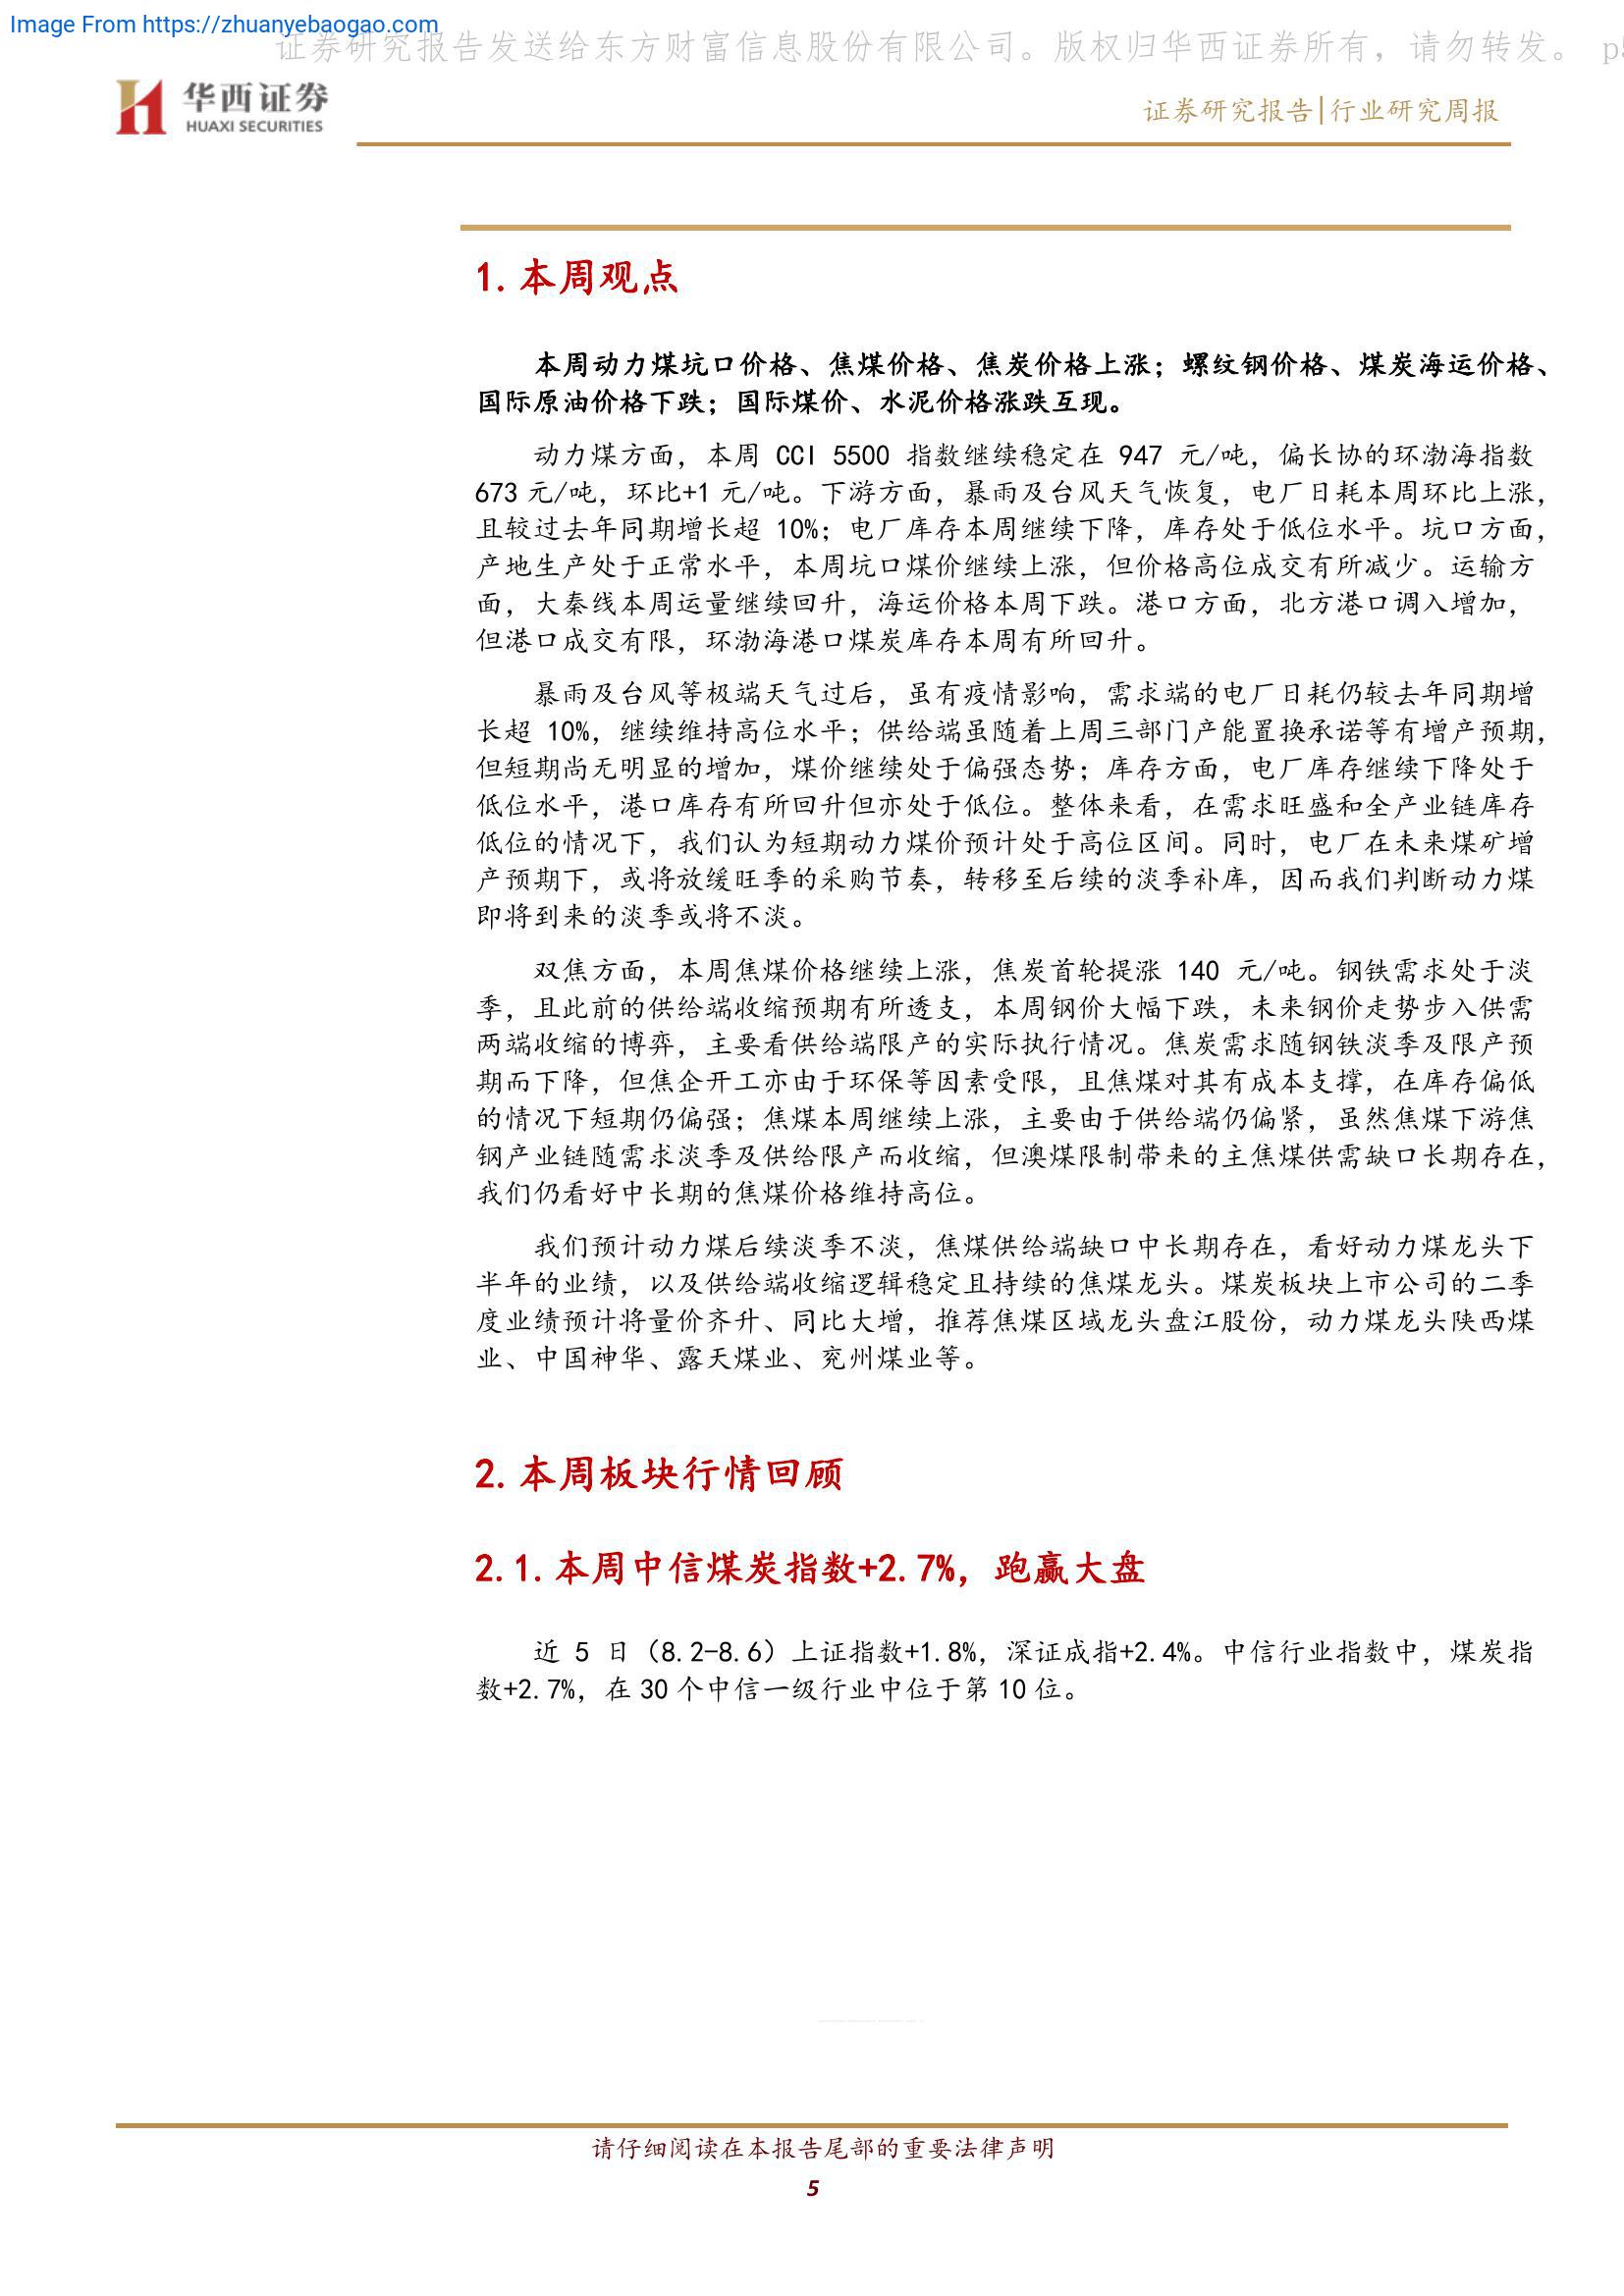 Image From https://zhuanyebaogao.com
证券研究报告发送给东方财富信息股份有限公司。版权归华西证券所有，请勿转发。 p5
华西证券
HUAXI SECURITIES
证券研究报告|行业研究周报
1. 本周观点
本周动力煤坑口价格、焦煤价格、焦炭价格上涨；螺纹钢价格、煤炭海运价格、
国际原油价格下跌；国际煤价、水泥价格涨跌互现。
动力煤方面，本周 CCI 5500 指数继续稳定在 947 元/吨，偏长协的环渤海指数
673 元/吨，环比+1 元/吨。下游方面，暴雨及台风天气恢复，电厂日耗本周环比上涨，
且较过去年同期增长超 10%；电厂库存本周继续下降，库存处于低位水平。坑口方面，
产地生产处于正常水平，本周坑口煤价继续上涨，但价格高位成交有所减少。运输方
面，大秦线本周运量继续回升，海运价格本周下跌。港口方面，北方港口调入增加，
但港口成交有限，环渤海港口煤炭库存本周有所回升。
暴雨及台风等极端天气过后，虽有疫情影响，需求端的电厂日耗仍较去年同期增
长超 10%，继续维持高位水平；供给端虽随着上周三部门产能置换承诺等有增产预期，
但短期尚无明显的增加，煤价继续处于偏强态势；库存方面，电厂库存继续下降处于
低位水平，港口库存有所回升但亦处于低位。整体来看，在需求旺盛和全产业链库存
低位的情况下，我们认为短期动力煤价预计处于高位区间。同时，电厂在未来煤矿增
产预期下，或将放缓旺季的采购节奏，转移至后续的淡季补库，因而我们判断动力煤
即将到来的淡季或将不淡。
双焦方面，本周焦煤价格继续上涨，焦炭首轮提涨 140 元/吨。钢铁需求处于淡
季，且此前的供给端收缩预期有所透支，本周钢价大幅下跌，未来钢价走势步入供需
两端收缩的博弈，主要看供给端限产的实际执行情况。焦炭需求随钢铁淡季及限产预
期而下降，但焦企开工亦由于环保等因素受限，且焦煤对其有成本支撑，在库存偏低
的情况下短期仍偏强；焦煤本周继续上涨，主要由于供给端仍偏紧，虽然焦煤下游焦
钢产业链随需求淡季及供给限产而收缩，但澳煤限制带来的主焦煤供需缺口长期存在，
我们仍看好中长期的焦煤价格维持高位。
我们预计动力煤后续淡季不淡，焦煤供给端缺口中长期存在，看好动力煤龙头下
半年的业绩，以及供给端收缩逻辑稳定且持续的焦煤龙头。煤炭板块上市公司的二季
度业绩预计将量价齐升、同比大增，推荐焦煤区域龙头盘江股份，动力煤龙头陕西煤
业、中国神华、露天煤业、兖州煤业等。
2. 本周板块行情回顾
2.1. 本周中信煤炭指数+2.7%，跑赢大盘
近 5 日（8.2-8.6）上证指数+1.8%，深证成指+2.4%。中信行业指数中，煤炭指
数+2.7%，在 30 个中信一级行业中位于第 10 位。
请仔细阅读在本报告尾部的重要法律声明
5